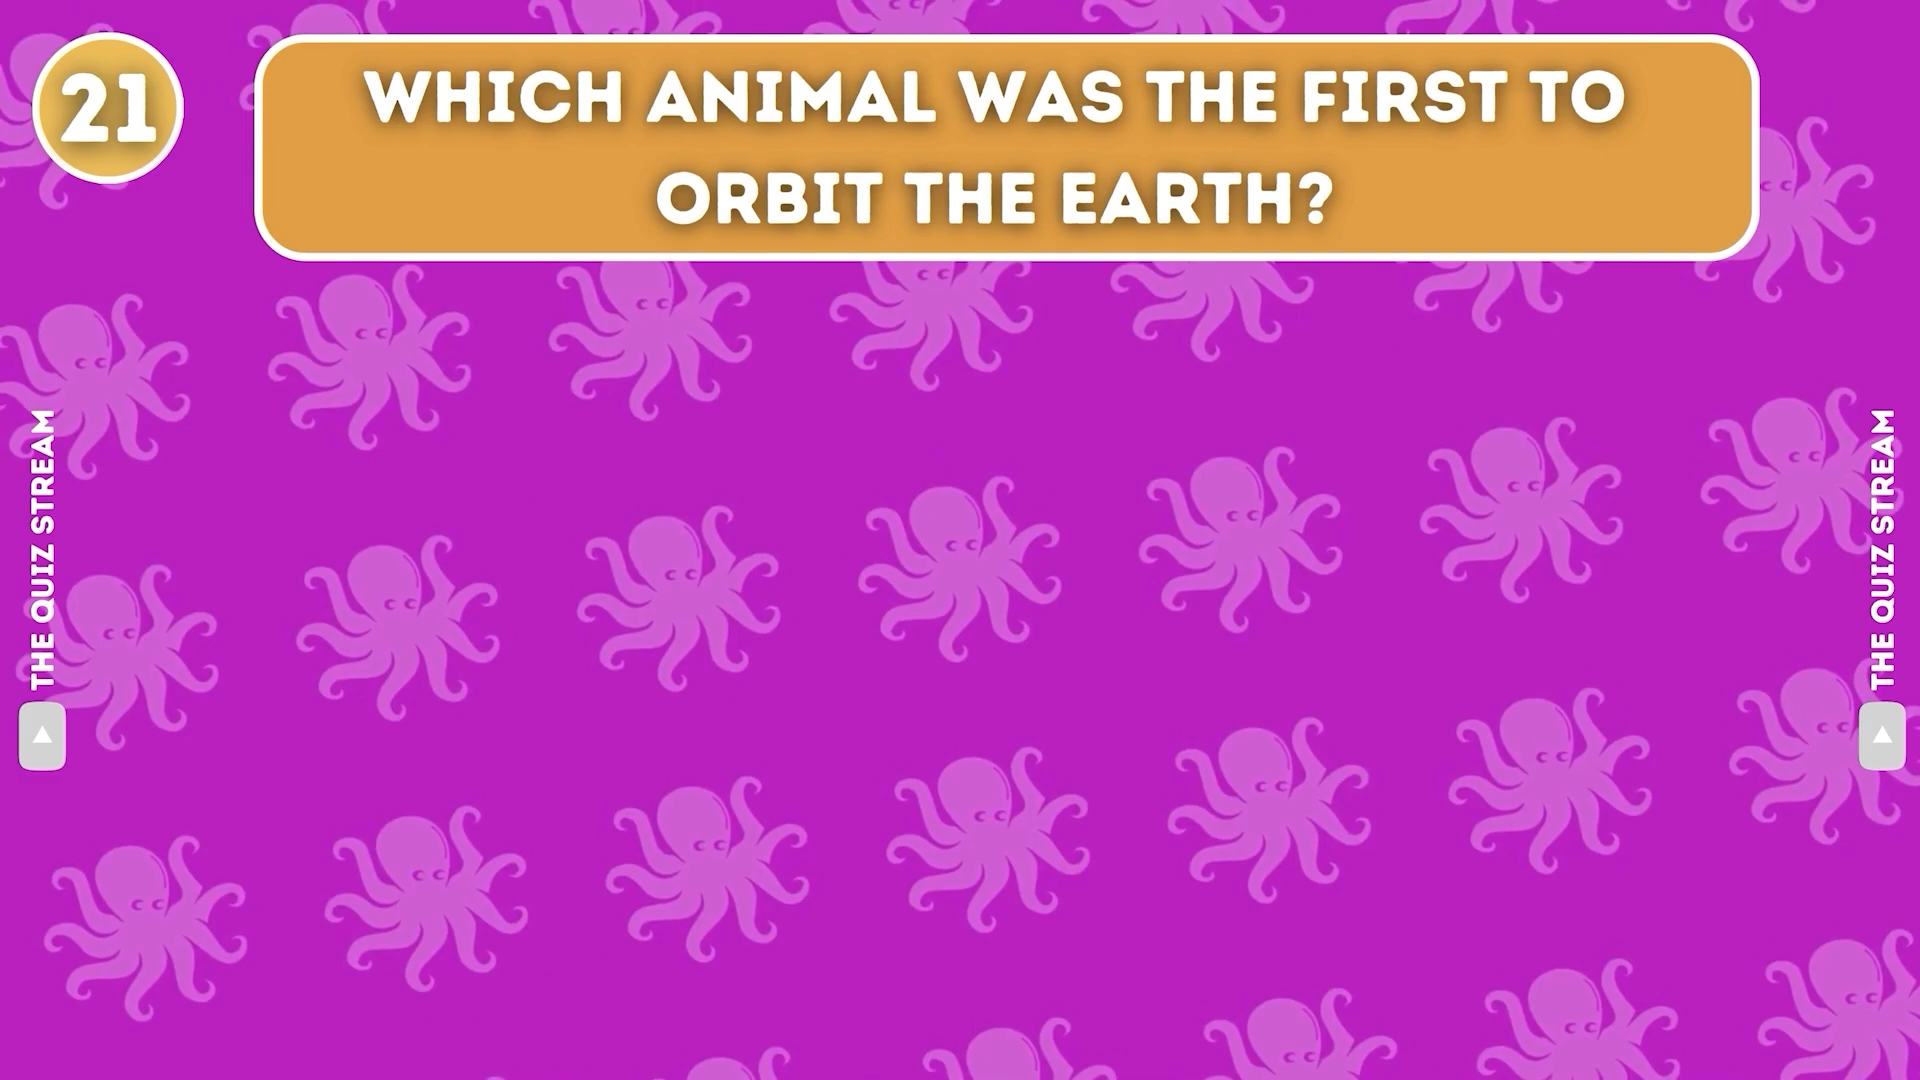 21
WHICH ANIMAL WAS THE FIRST TO
ORBIT THE EARTH?
THE QUIZ STREAM
THE QUIZ STREAM